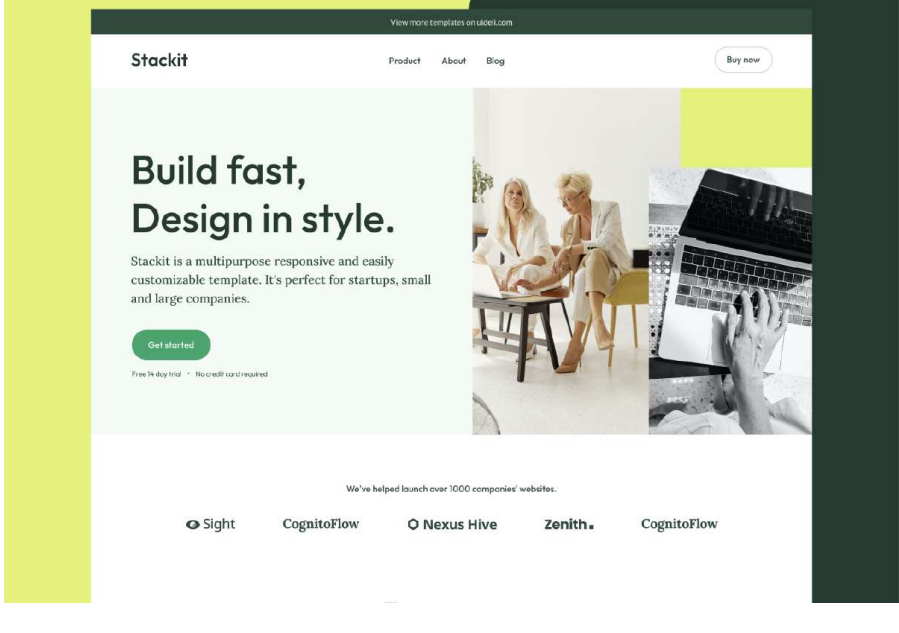 View more templates on uideli.com
Stackit
Product About Blog
Buy now
Build fast,
Design in style.
Stackit is a multipurpose responsive and easily
customizable template. It's perfect for startups, small
and large companies.
Get started
Free 14 day trial • No credit card required
We've helped launch over 1000 companies' websites.
Sight CognitoFlow Nexus Hive Zenith. CognitoFlow